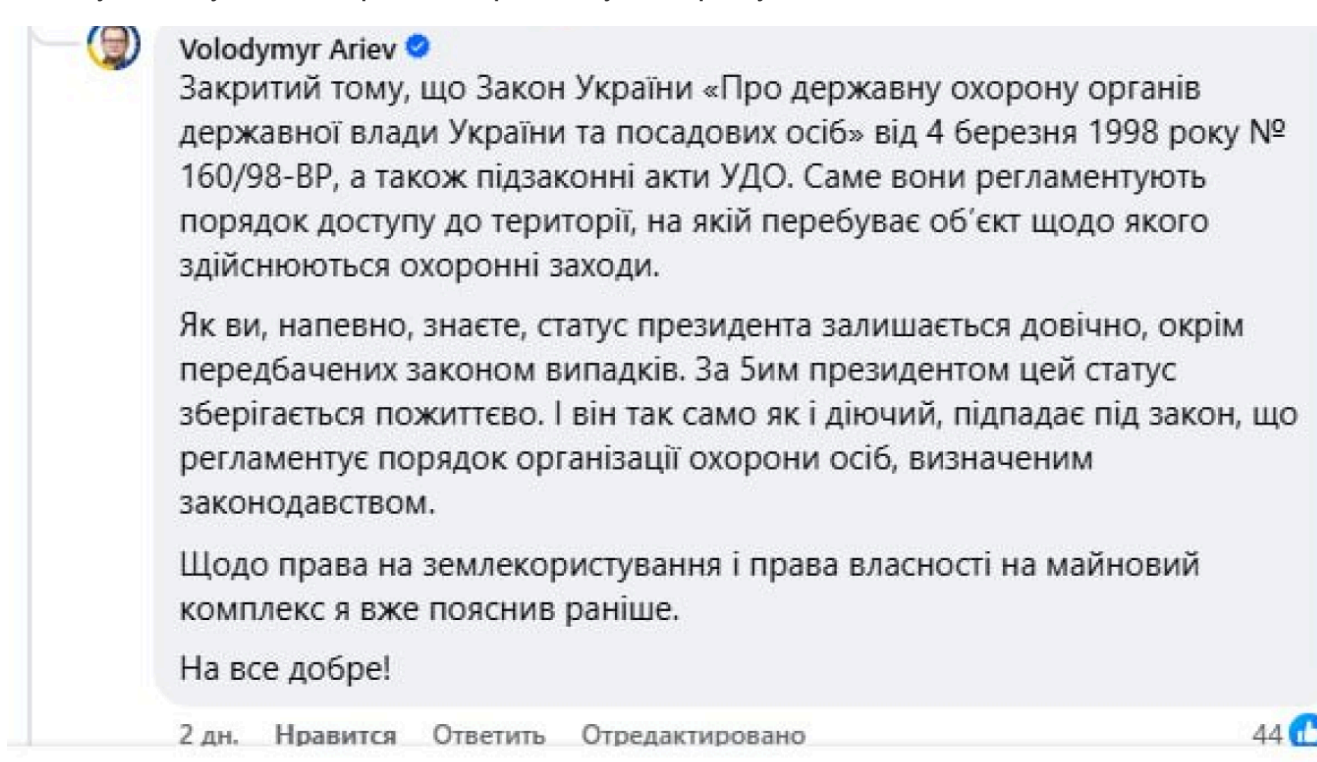 Volodymyr Ariev
Закритий тому, що Закон України «Про державну охорону органів
державної влади України та посадових осіб» від 4 березня 1998 року №
160/98-ВР, а також підзаконні акти УДО. Саме вони регламентують
порядок доступу до території, на якій перебуває об'єкт щодо якого
здійснюються охоронні заходи.
Як ви, напевно, знаєте, статус президента залишається довічно, окрім
передбачених законом випадків. За 5им президентом цей статус
зберігається пожиттєво. І він так само як і діючий, підпадає під закон, що
регламентує порядок організації охорони осіб, визначеним
законодавством.
Щодо права на землекористування і права власності на майновий
комплекс я вже пояснив раніше.
На все добре!
2 дн. Нравится Ответить Отредактировано 44